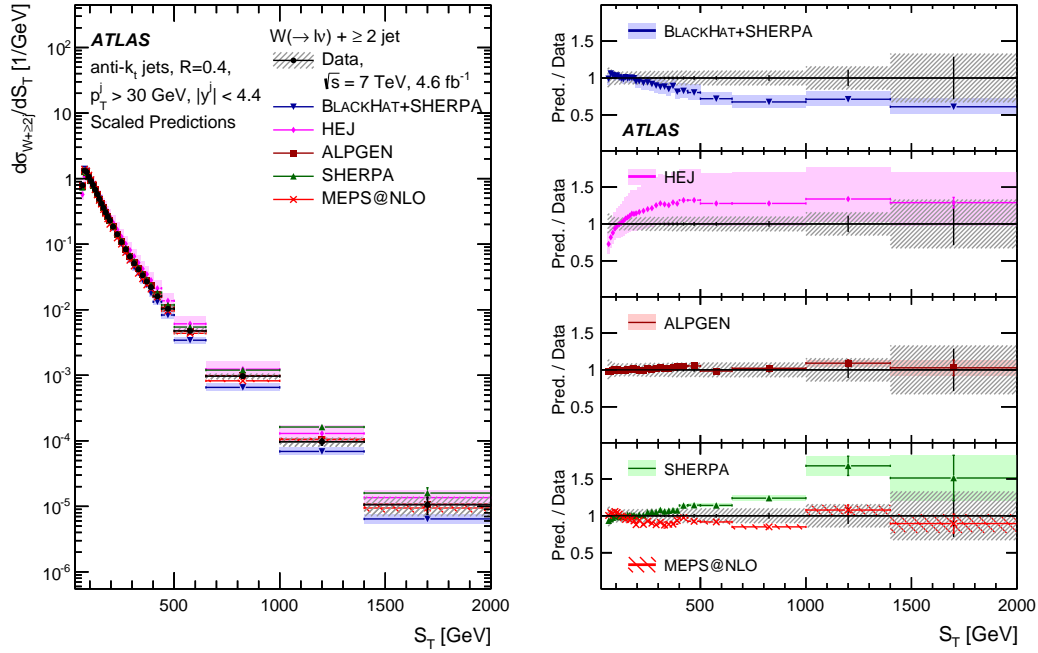 dσ_{W+≥2j}/dS_T [1/GeV]
10^2
10
1
10^-1
10^-2
10^-3
10^-4
10^-5
10^-6
ATLAS
anti-k_t jets, R=0.4,
p_T^j > 30 GeV, |y^j| < 4.4
Scaled Predictions
W(→ lν) + ≥ 2 jet
Data,
√s = 7 TeV, 4.6 fb^-1
BLACKHAT+SHERPA
HEJ
ALPGEN
SHERPA
MEPS@NLO
500 1000 1500 2000
S_T [GeV]
Pred. / Data
1.5
1
0.5
BLACKHAT+SHERPA
ATLAS
Pred. / Data
1.5
1
0.5
HEJ
Pred. / Data
1.5
1
0.5
ALPGEN
Pred. / Data
1.5
1
0.5
SHERPA
MEPS@NLO
500 1000 1500 2000
S_T [GeV]